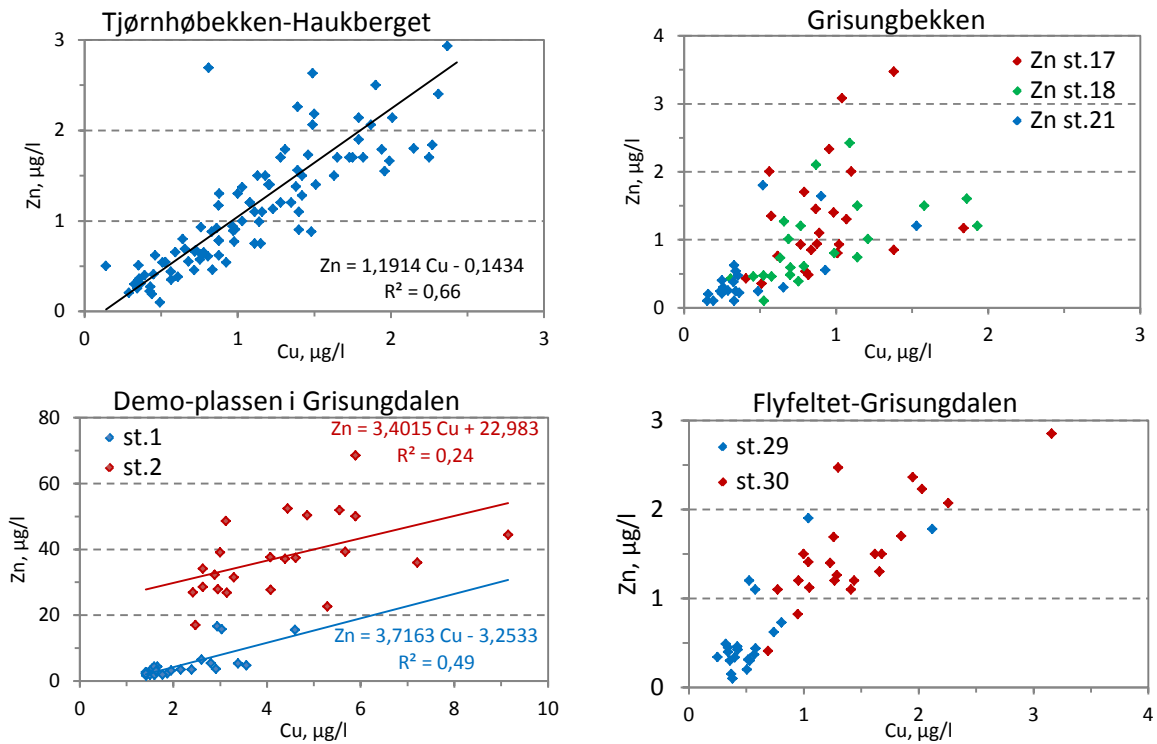 Tjørnhøbekken-Haukberget
3
2
1
0
Zn, µg/l
0
1
2
3
Cu, µg/l
Zn = 1,1914 Cu - 0,1434
R² = 0,66
Grisungbekken
4
3
2
1
0
Zn, µg/l
0
1
2
3
Cu, µg/l
Zn st.17
Zn st.18
Zn st.21
Demo-plassen i Grisungdalen
80
60
40
20
0
Zn, µg/l
0
2
4
6
8
10
Cu, µg/l
st.1
st.2
Zn = 3,4015 Cu + 22,983
R² = 0,24
Zn = 3,7163 Cu - 3,2533
R² = 0,49
Flyfeltet-Grisungdalen
3
2
1
0
Zn, µg/l
0
1
2
3
4
Cu, µg/l
st.29
st.30